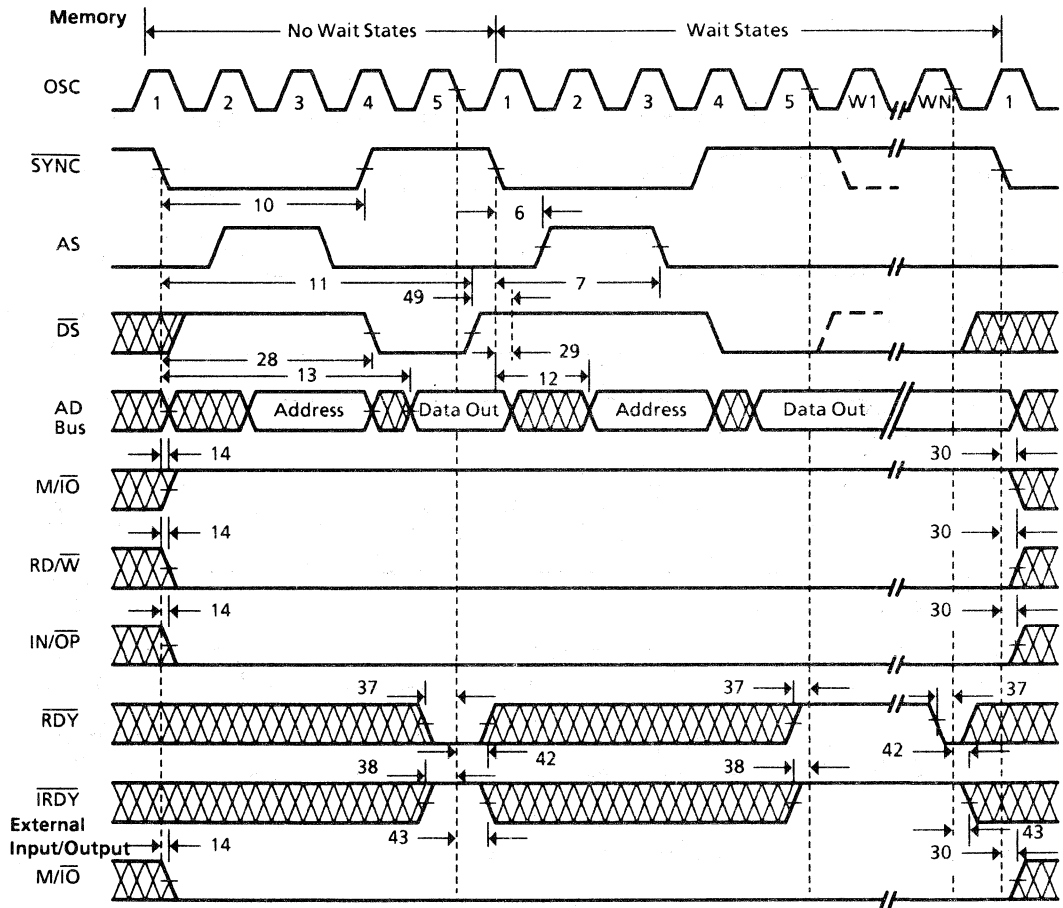 Memory
No Wait States
Wait States
OSC
1 2 3 4 5 1 2 3 4 5 W1 WN 1
SYNC
10
6
AS
11
7
49
DS
28
29
13
12
AD
Bus
Address
Data Out
Address
Data Out
14
30
M/IO
14
30
RD/W
14
30
IN/OP
37
37
37
RDY
42
42
38
38
IRDY
43
43
External
Input/Output
14
30
M/IO